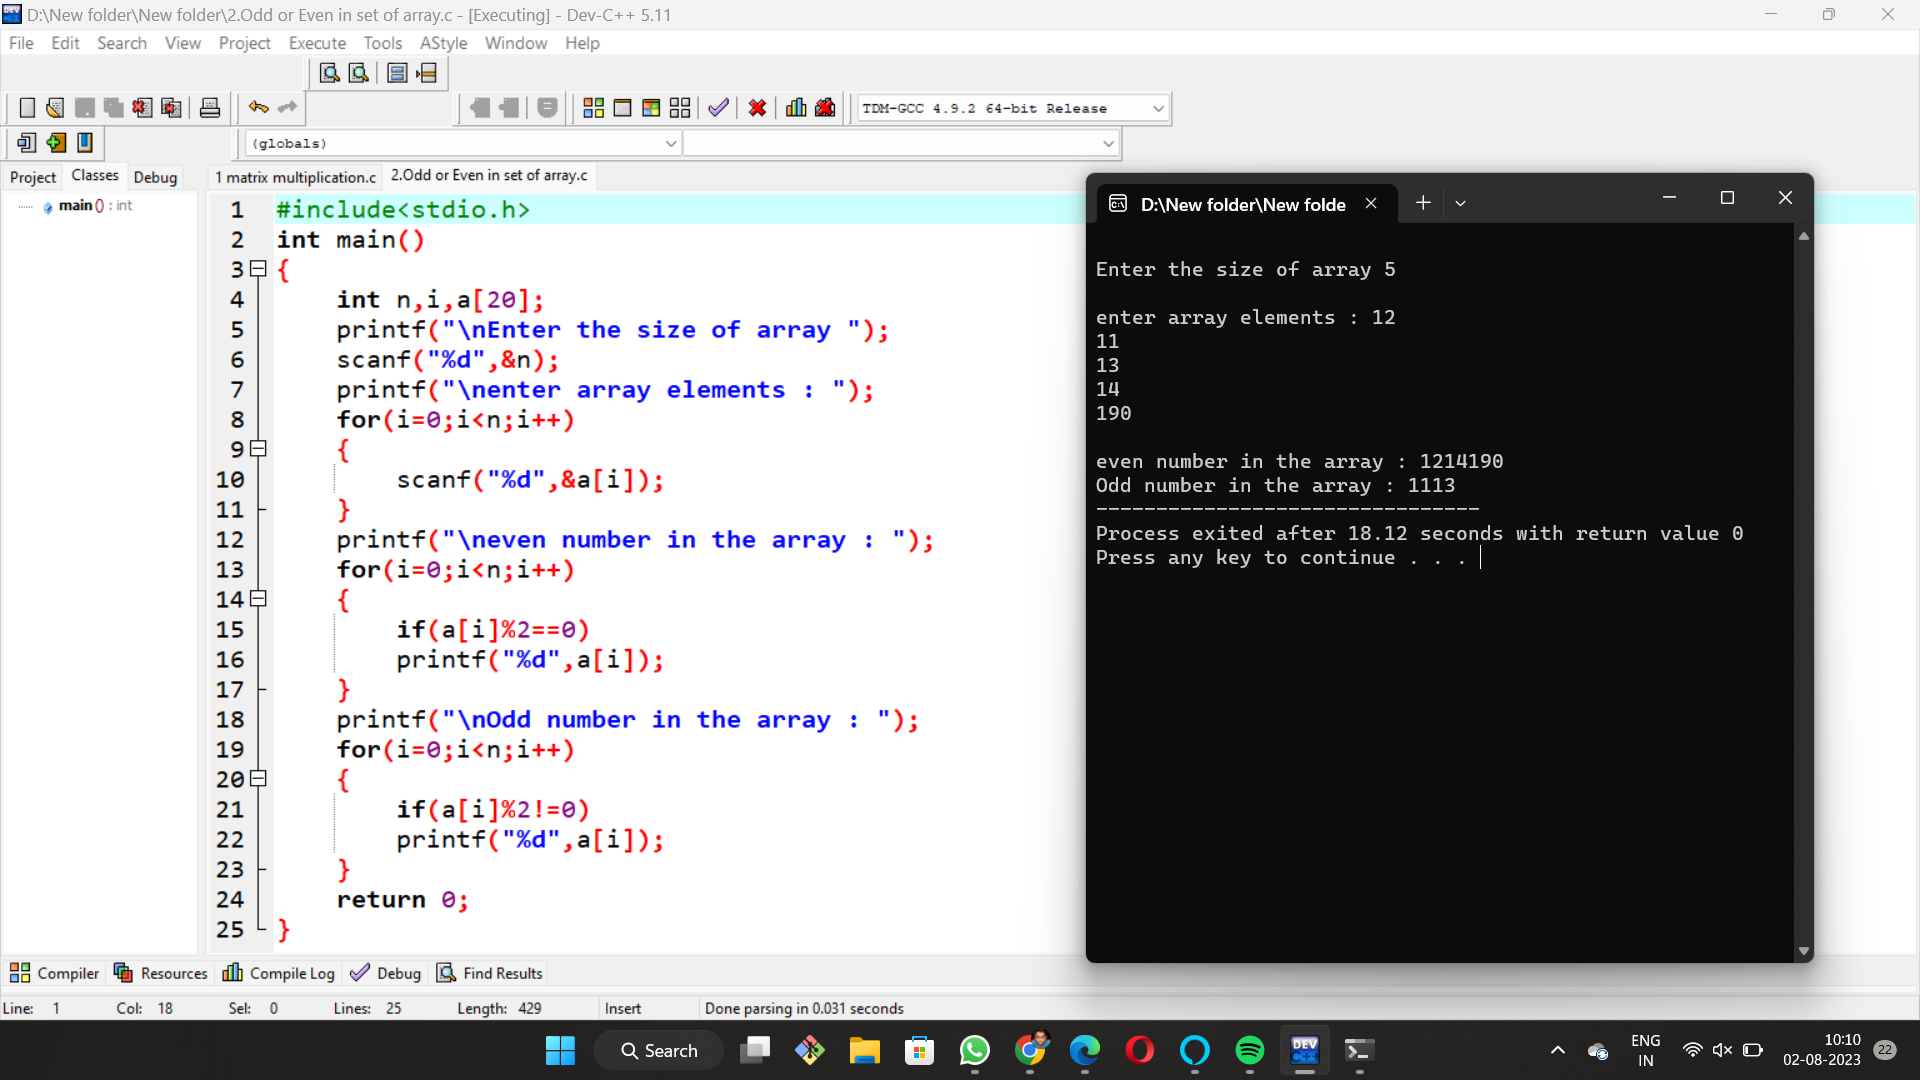 D:\New folder\New folder\2.Odd or Even in set of array.c - [Executing] - Dev-C++ 5.11
File Edit Search View Project Execute Tools AStyle Window Help
TDM-GCC 4.9.2 64-bit Release
(globals)
Project Classes Debug
1 matrix multiplication.c 2.Odd or Even in set of array.c
main () : int
1 #include<stdio.h>
2 int main()
3 {
4 int n,i,a[20];
5 printf("\nEnter the size of array ");
6 scanf("%d",&n);
7 printf("\nenter array elements : ");
8 for(i=0;i<n;i++)
9 {
10 scanf("%d",&a[i]);
11 }
12 printf("\neven number in the array : ");
13 for(i=0;i<n;i++)
14 {
15 if(a[i]%2==0)
16 printf("%d",a[i]);
17 }
18 printf("\nOdd number in the array : ");
19 for(i=0;i<n;i++)
20 {
21 if(a[i]%2!=0)
22 printf("%d",a[i]);
23 }
24 return 0;
25 }
D:\New folder\New folde
Enter the size of array 5
enter array elements : 12
11
13
14
190
even number in the array : 1214190
Odd number in the array : 1113
--------------------------------
Process exited after 18.12 seconds with return value 0
Press any key to continue . . .
Compiler Resources Compile Log Debug Find Results
Line: 1 Col: 18 Sel: 0 Lines: 25 Length: 429 Insert Done parsing in 0.031 seconds
Search
DEV
C++
ENG
IN
10:10
02-08-2023
22